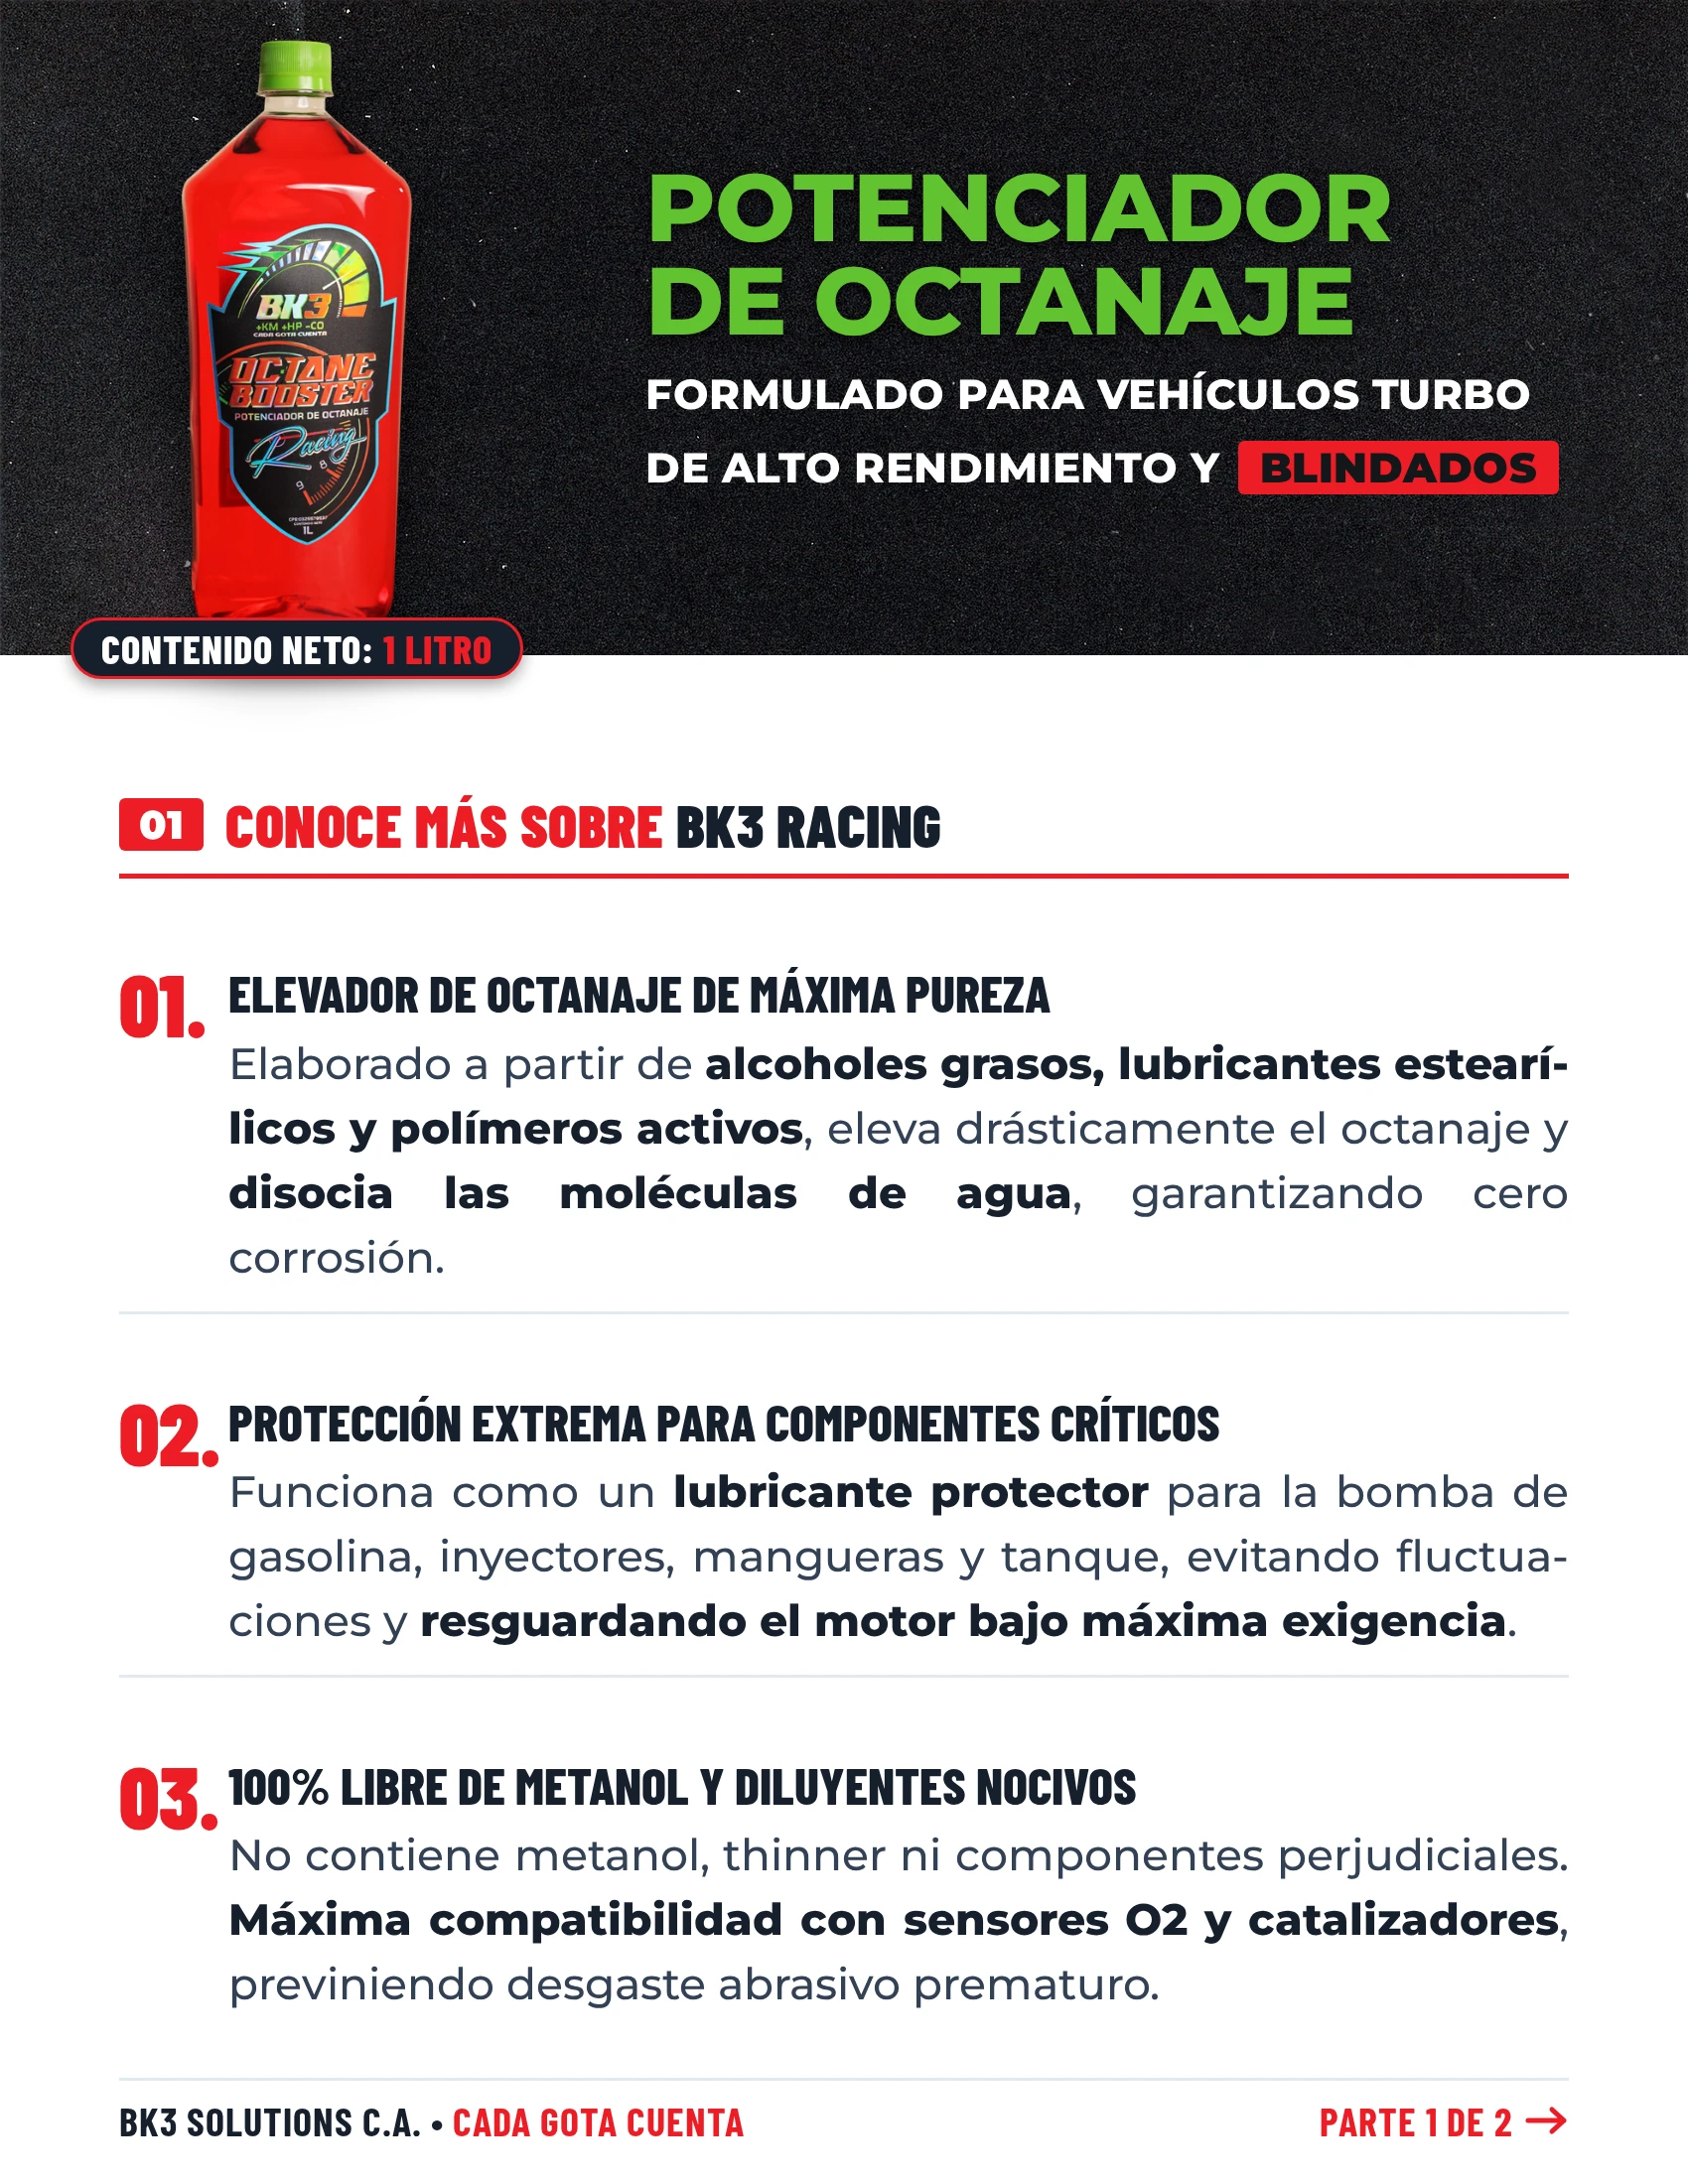 POTENCIADOR
DE OCTANAJE
FORMULADO PARA VEHÍCULOS TURBO
DE ALTO RENDIMIENTO Y BLINDADOS
BK3
+KM +HP -CO
CADA GOTA CUENTA
OCTANE
BOOSTER
POTENCIADOR DE OCTANAJE
Racing
8
9
1L
CONTENIDO NETO: 1 LITRO
01 CONOCE MÁS SOBRE BK3 RACING
01. ELEVADOR DE OCTANAJE DE MÁXIMA PUREZA
Elaborado a partir de alcoholes grasos, lubricantes estearí-
licos y polímeros activos, eleva drásticamente el octanaje y
disocia las moléculas de agua, garantizando cero
corrosión.
02. PROTECCIÓN EXTREMA PARA COMPONENTES CRÍTICOS
Funciona como un lubricante protector para la bomba de
gasolina, inyectores, mangueras y tanque, evitando fluctua-
ciones y resguardando el motor bajo máxima exigencia.
03. 100% LIBRE DE METANOL Y DILUYENTES NOCIVOS
No contiene metanol, thinner ni componentes perjudiciales.
Máxima compatibilidad con sensores O2 y catalizadores,
previniendo desgaste abrasivo prematuro.
BK3 SOLUTIONS C.A. • CADA GOTA CUENTA
PARTE 1 DE 2 →